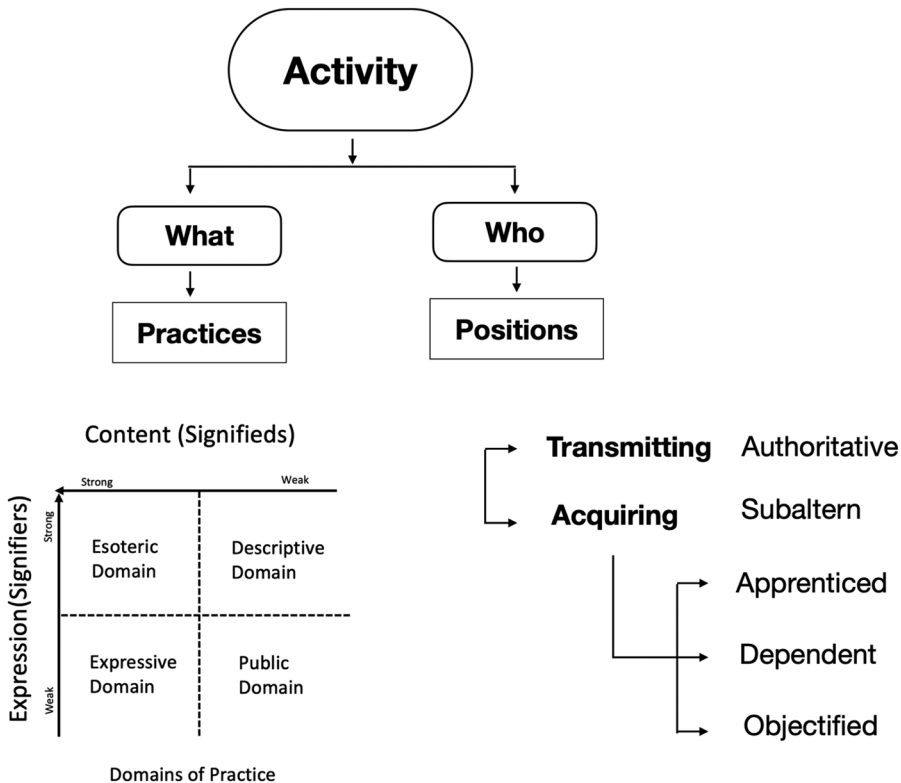 Activity
What
Who
Practices
Positions
Content (Signifieds)
Strong
Weak
Expression(Signifiers)
Strong
Weak
Esoteric
Domain
Descriptive
Domain
Expressive
Domain
Public
Domain
Domains of Practice
Transmitting Authoritative
Acquiring Subaltern
Apprenticed
Dependent
Objectified